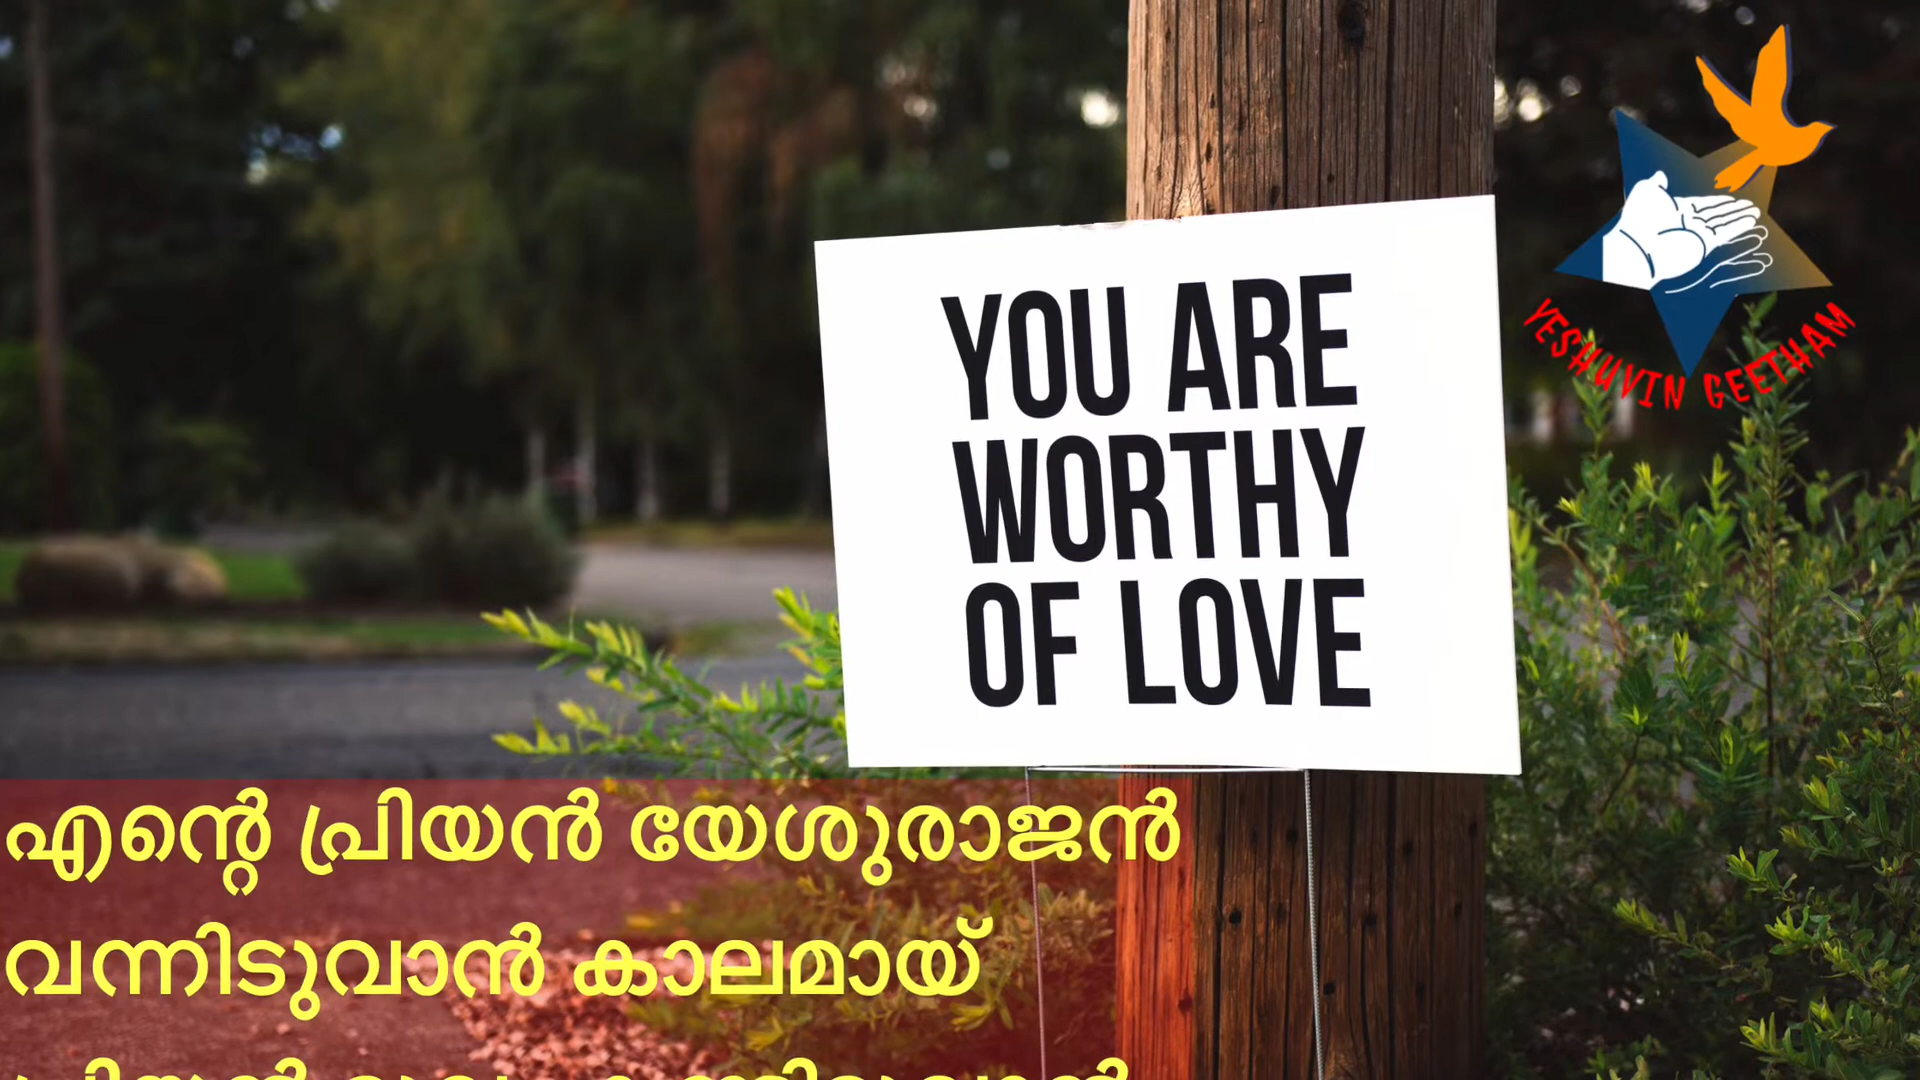 YOU ARE
WORTHY
OF LOVE
YESHUVIN GEETHAM
എന്റെ പ്രിയൻ യേശുരാജൻ
വന്നിടുവാൻ കാലമായ്